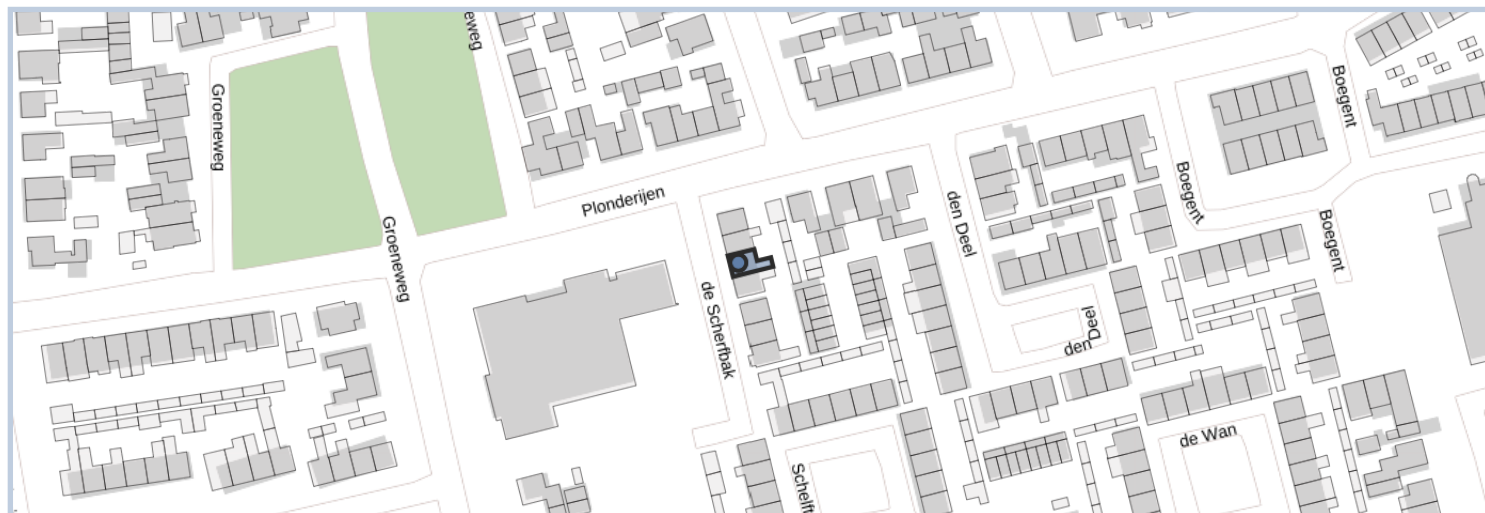 eweg
Groeneweg
Boegent
Plonderijen
Boegent
den Deel
Groeneweg
Boegent
de Scherfbak
den
Deel
de Wan
Schelft